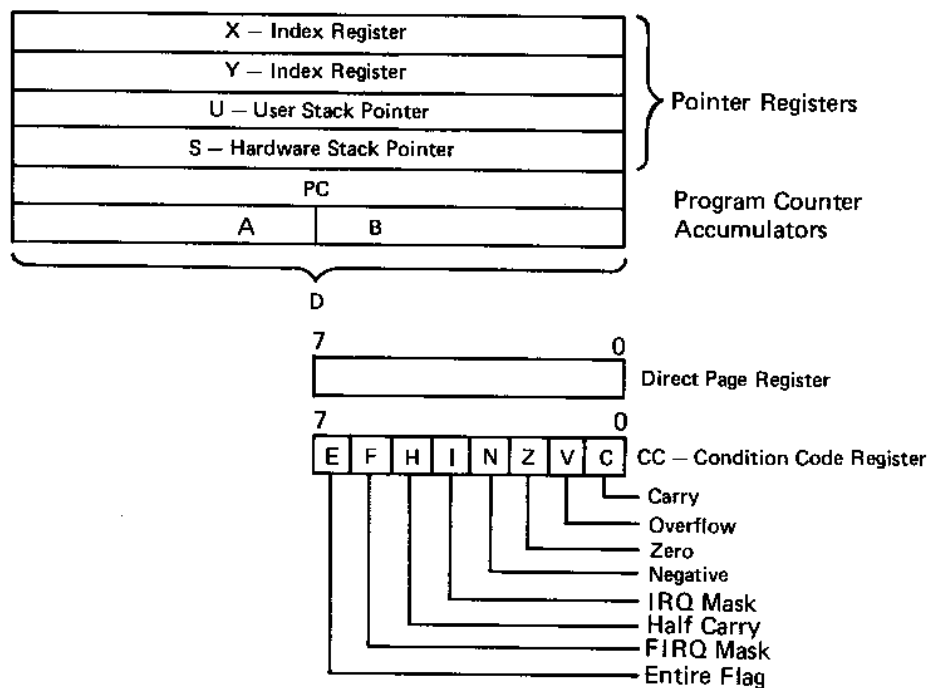 X – Index Register
Y – Index Register
U – User Stack Pointer
S – Hardware Stack Pointer
Pointer Registers
PC
Program Counter
A B
Accumulators
D
7 0
Direct Page Register
7 0
E F H I N Z V C
CC – Condition Code Register
Carry
Overflow
Zero
Negative
IRQ Mask
Half Carry
FIRQ Mask
Entire Flag